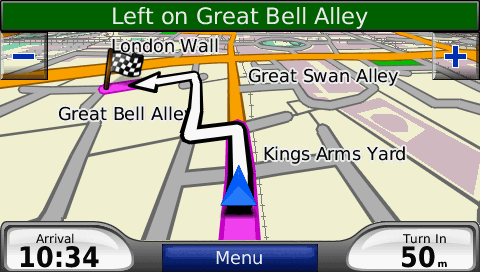 Left on Great Bell Alley
London Wall
Great Swan Alley
Great Bell Alle
Kings Arms Yard
Arrival
10:34
Menu
Turn In
50 m